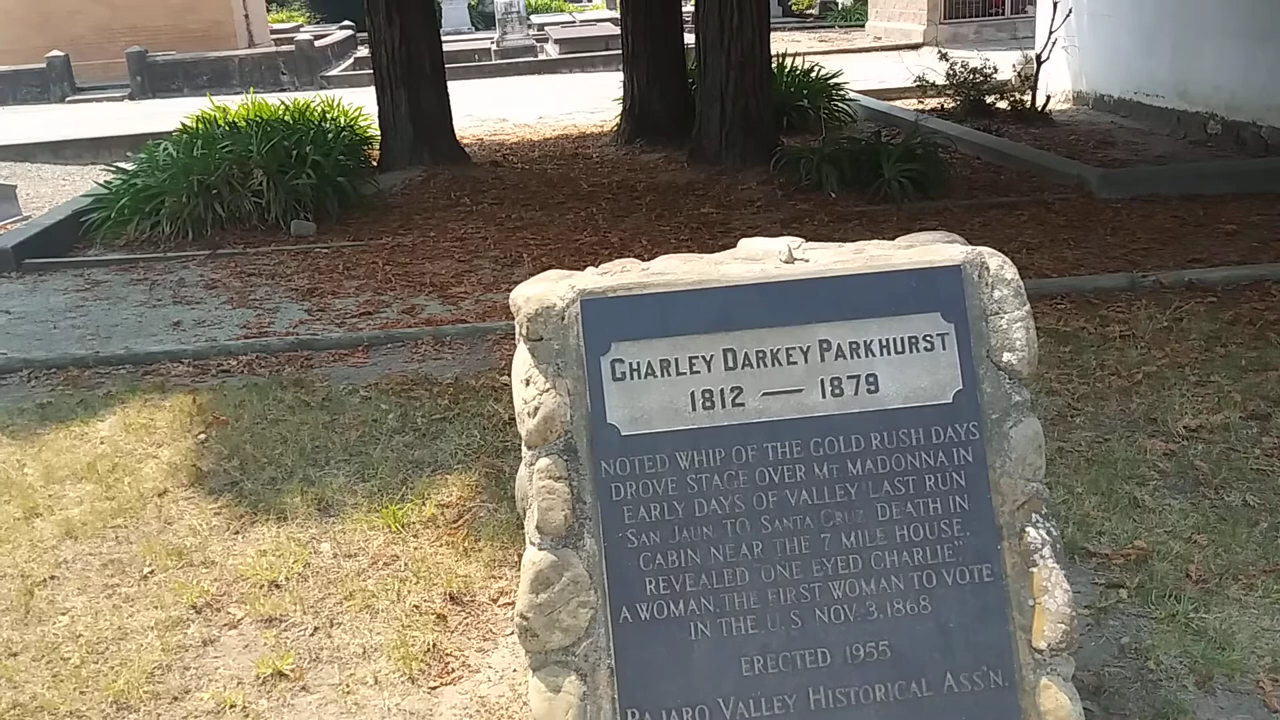 CHARLEY DARKEY PARKHURST
1812 — 1879
NOTED WHIP OF THE GOLD RUSH DAYS
DROVE STAGE OVER MT MADONNA IN
EARLY DAYS OF VALLEY LAST RUN
SAN JAUN TO SANTA CRUZ DEATH IN
CABIN NEAR THE 7 MILE HOUSE.
REVEALED "ONE EYED CHARLIE"
A WOMAN. THE FIRST WOMAN TO VOTE
IN THE U.S NOV. 3, 1868
ERECTED 1955
PAJARO VALLEY HISTORICAL ASS'N.